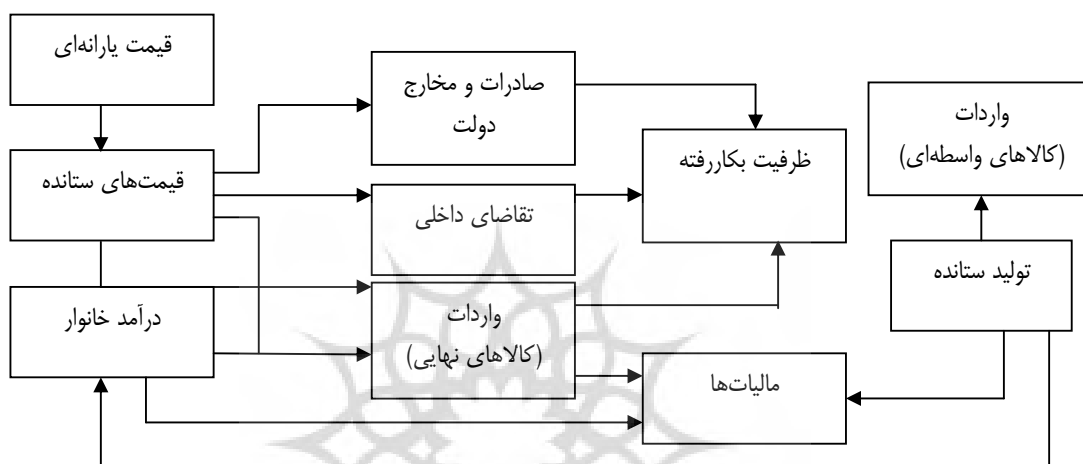 قیمت یارانه‌ای
صادرات و مخارج
دولت
واردات
(کالاهای واسطه‌ای)
ظرفیت بکاررفته
قیمت‌های ستانده
تقاضای داخلی
تولید ستانده
درآمد خانوار
واردات
(کالاهای نهایی)
مالیات‌ها